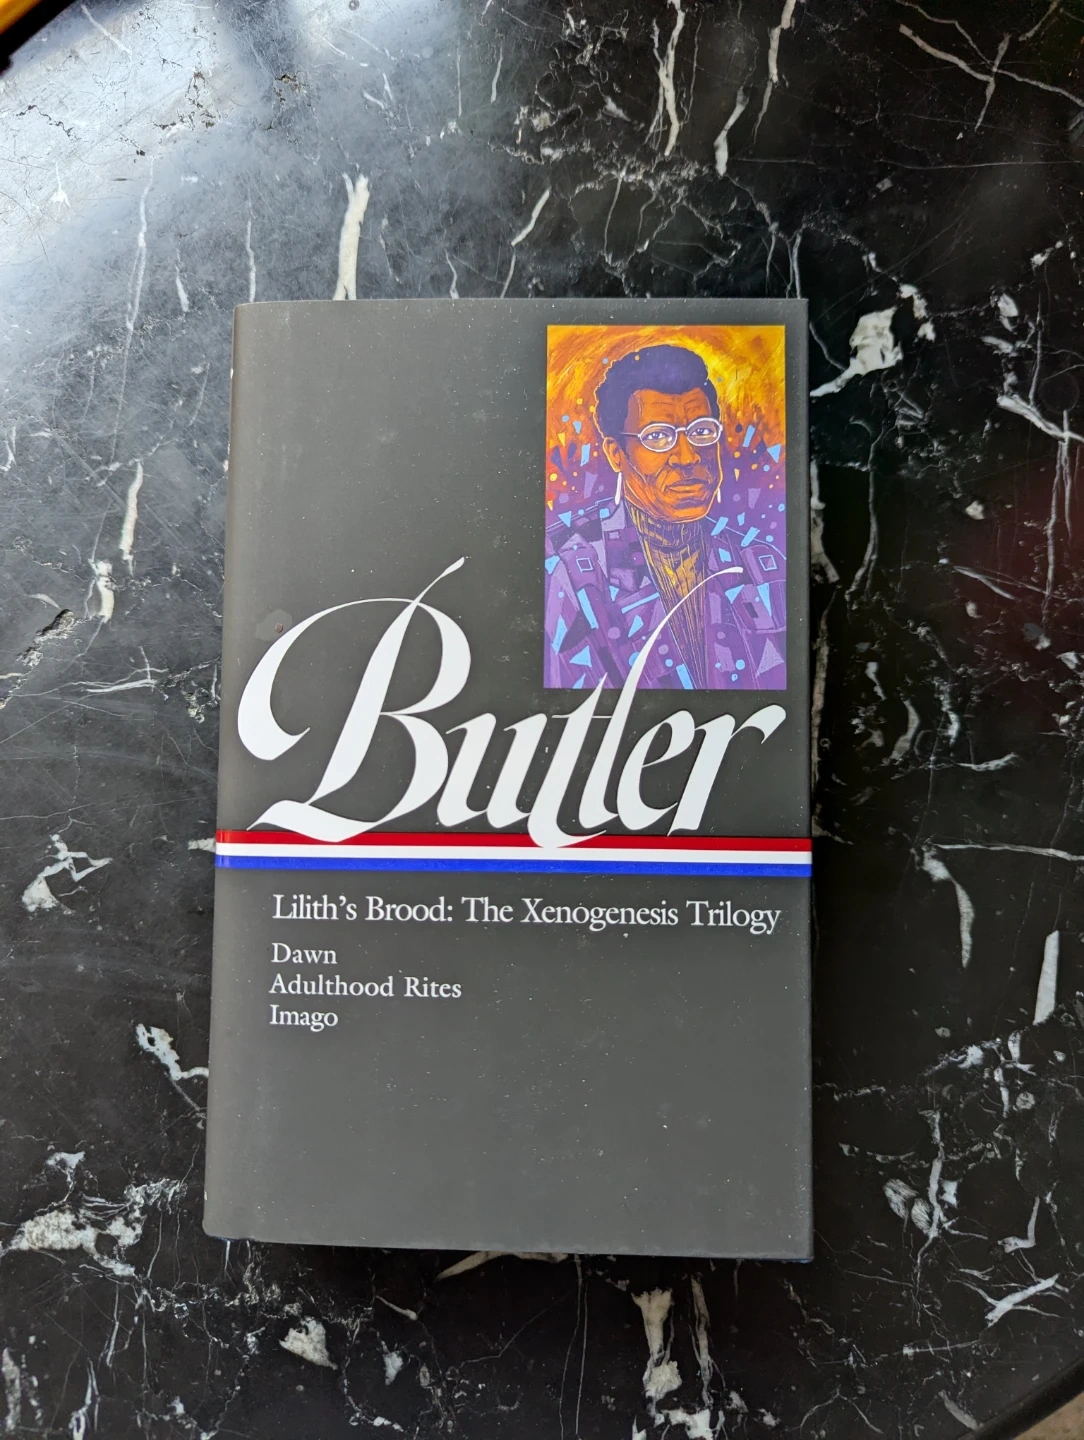 Butler
Lilith's Brood: The Xenogenesis Trilogy
Dawn
Adulthood Rites
Imago